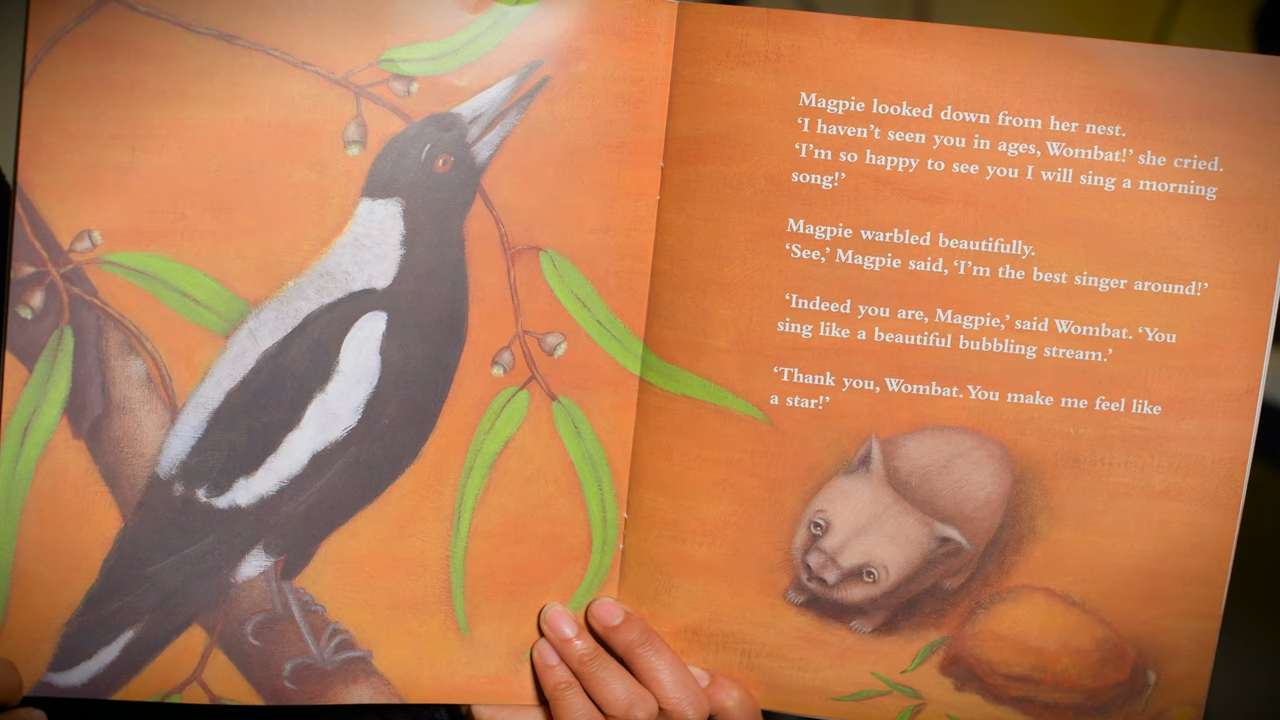 Magpie looked down from her nest.
‘I haven’t seen you in ages, Wombat!’ she cried.
‘I’m so happy to see you I will sing a morning
song!’
Magpie warbled beautifully.
‘See,’ Magpie said, ‘I’m the best singer around!’
‘Indeed you are, Magpie,’ said Wombat. ‘You
sing like a beautiful bubbling stream.’
‘Thank you, Wombat. You make me feel like
a star!’